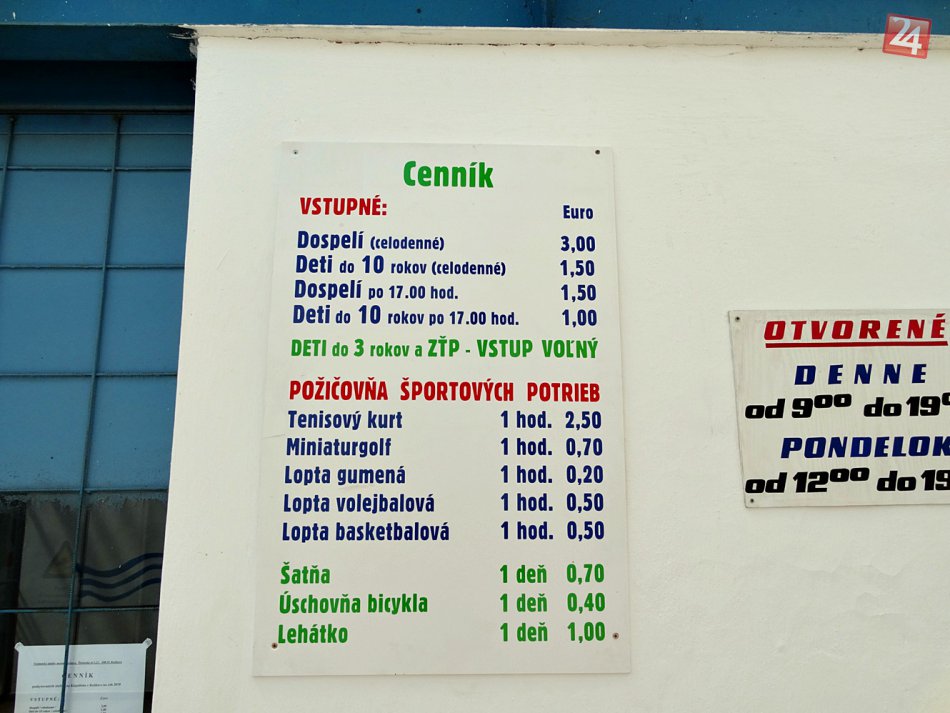 24
Cenník
VSTUPNÉ: Euro
Dospelí (celodenné) 3,00
Deti do 10 rokov (celodenné) 1,50
Dospelí po 17.00 hod. 1,50
Deti do 10 rokov po 17.00 hod. 1,00
DETI do 3 rokov a ZŤP - VSTUP VOĽNÝ
POŽIČOVŇA ŠPORTOVÝCH POTRIEB
Tenisový kurt 1 hod. 2,50
Miniaturgolf 1 hod. 0,70
Lopta gumená 1 hod. 0,20
Lopta volejbalová 1 hod. 0,50
Lopta basketbalová 1 hod. 0,50
Šatňa 1 deň 0,70
Úschovňa bicykla 1 deň 0,40
Lehátko 1 deň 1,00
OTVORENÉ
DENNE
od 9⁰⁰ do 19⁰
PONDELOK
od 12⁰⁰ do 19
CENNÍK
VSTUPNÉ: